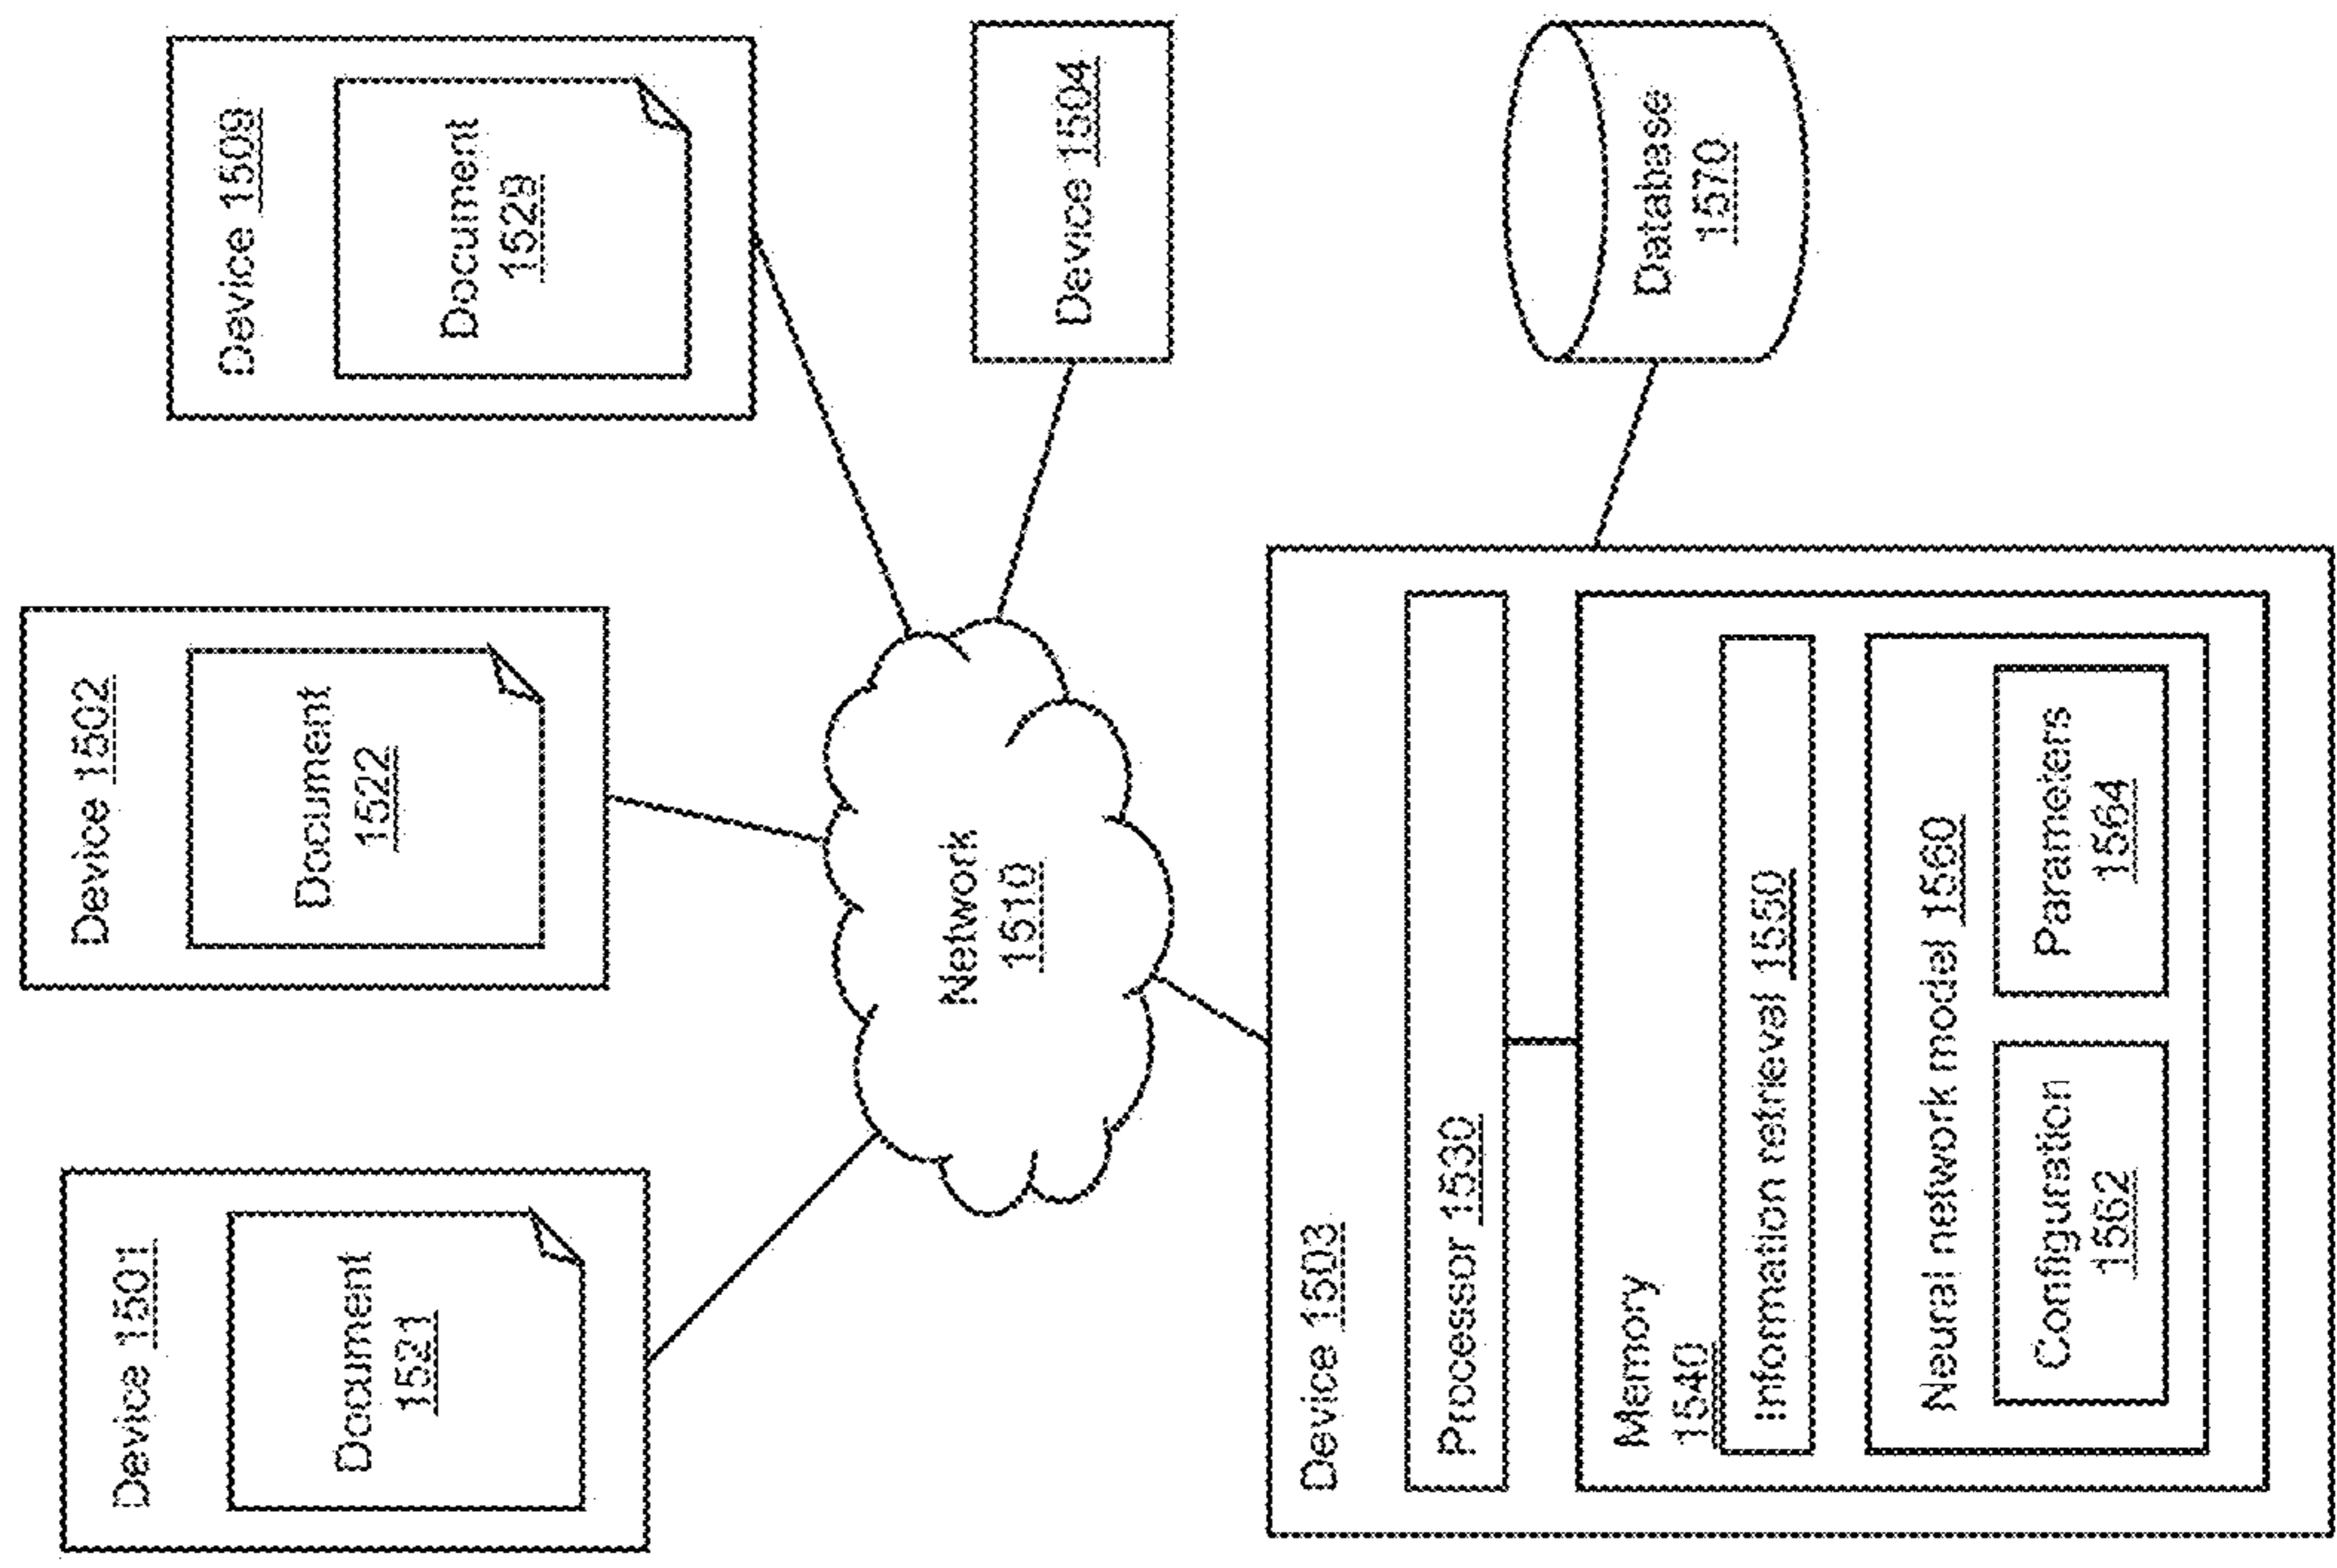 Device 1501
Document
1521
Device 1502
Document
1522
Device 1509
Document
1529
Network
1510
Device 1504
Device 1503
Processor 1530
Memory
1540
Information retrieval 1550
Neural network model 1560
Configuration
1562
Parameters
1564
Database
1570